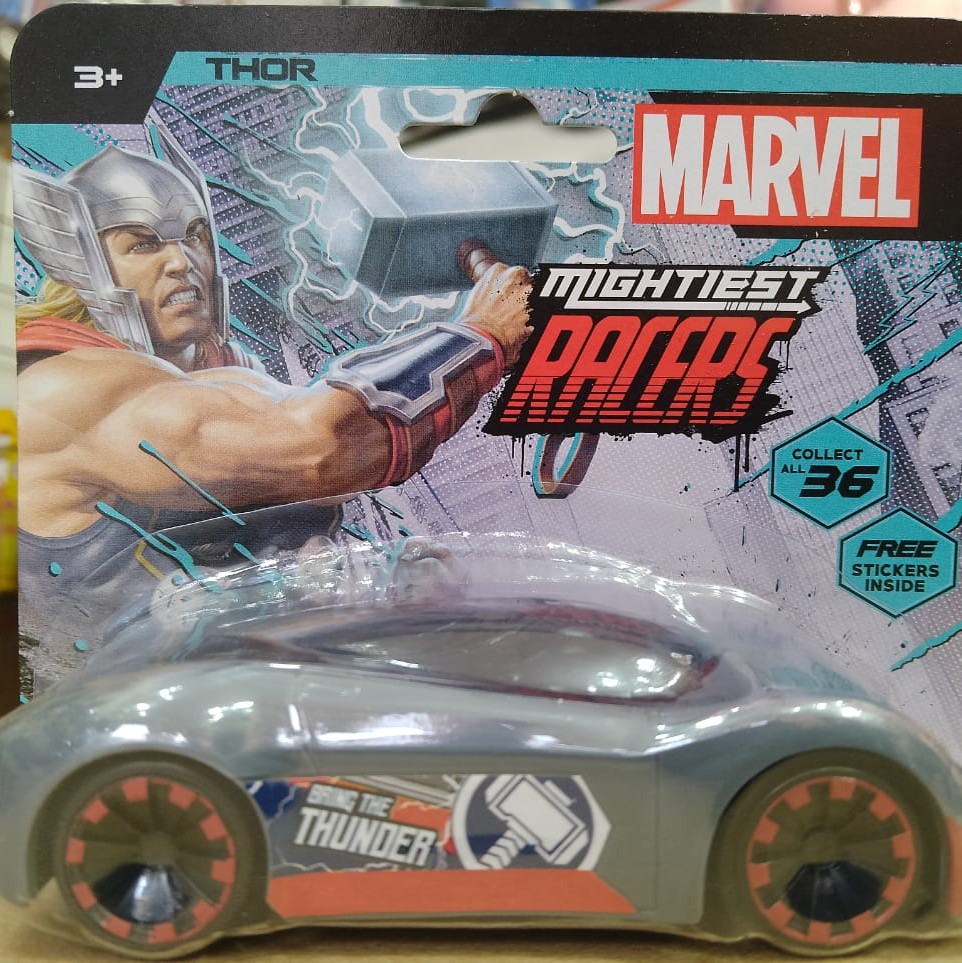 3+
THOR
MARVEL
MIGHTIEST
RACERS
COLLECT
ALL 36
FREE
STICKERS
INSIDE
BRING THE
THUNDER